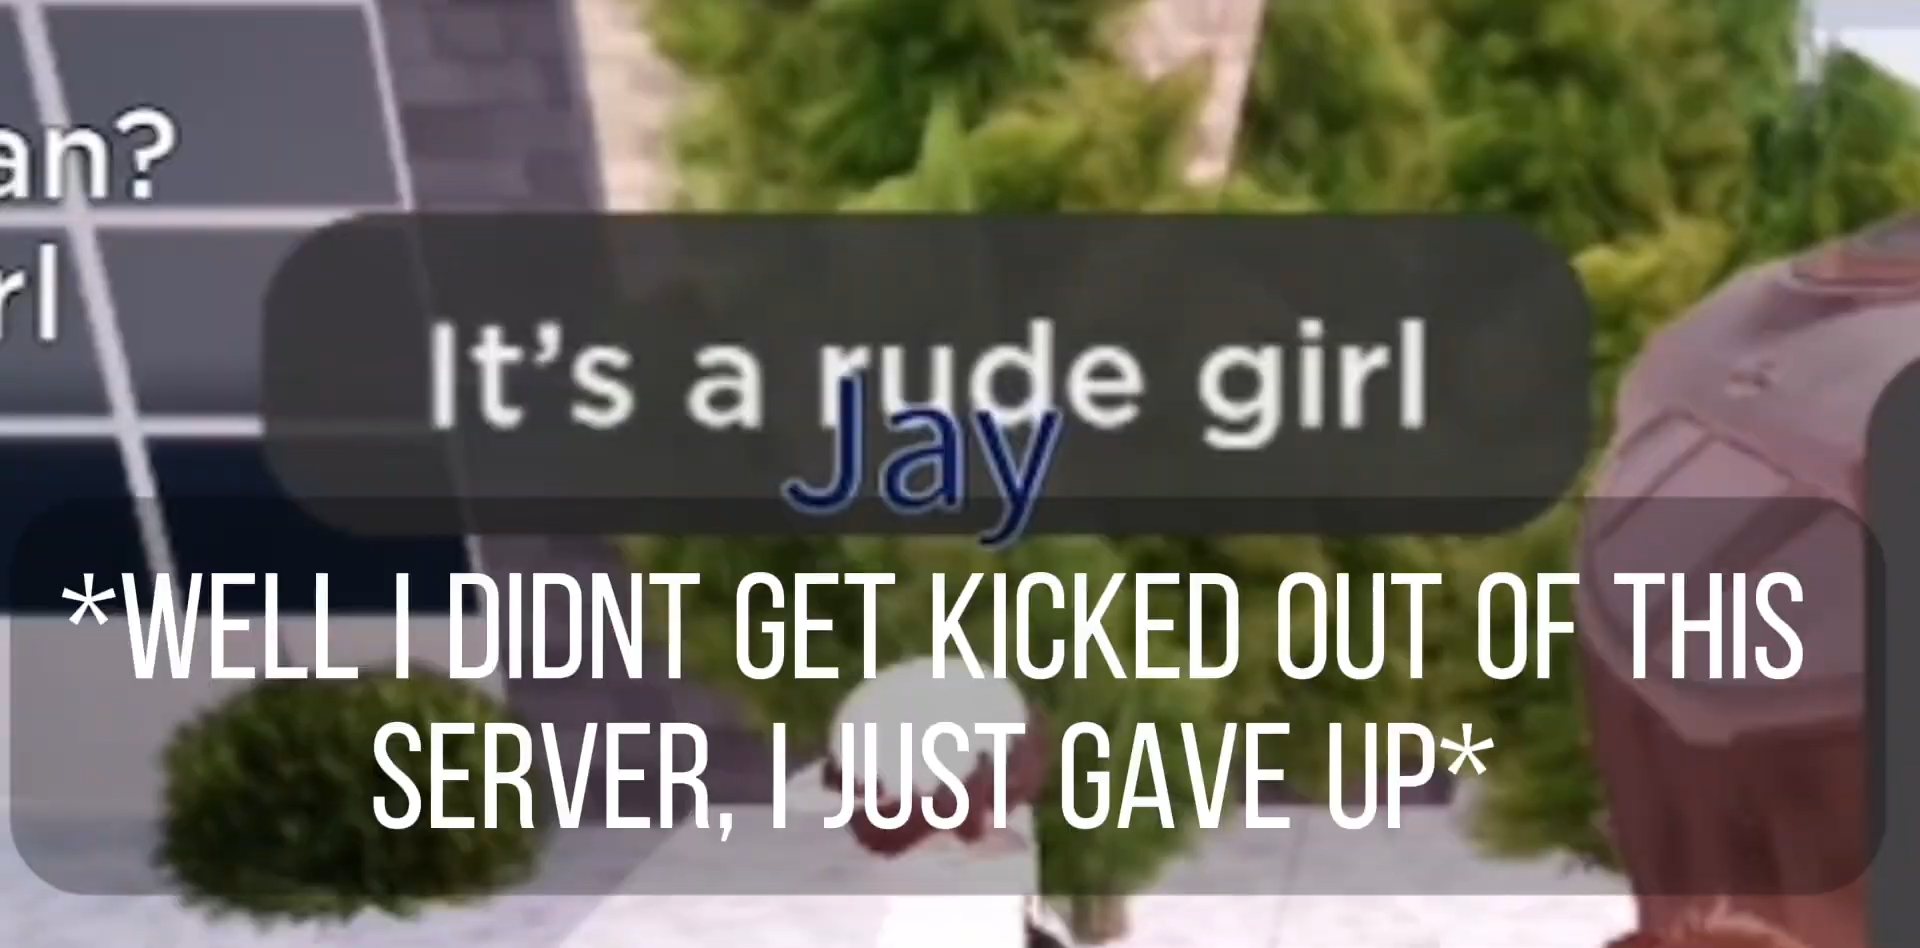 an?
rl
It’s a rude girl
Jay
*WELL I DIDNT GET KICKED OUT OF THIS
SERVER, I JUST GAVE UP*